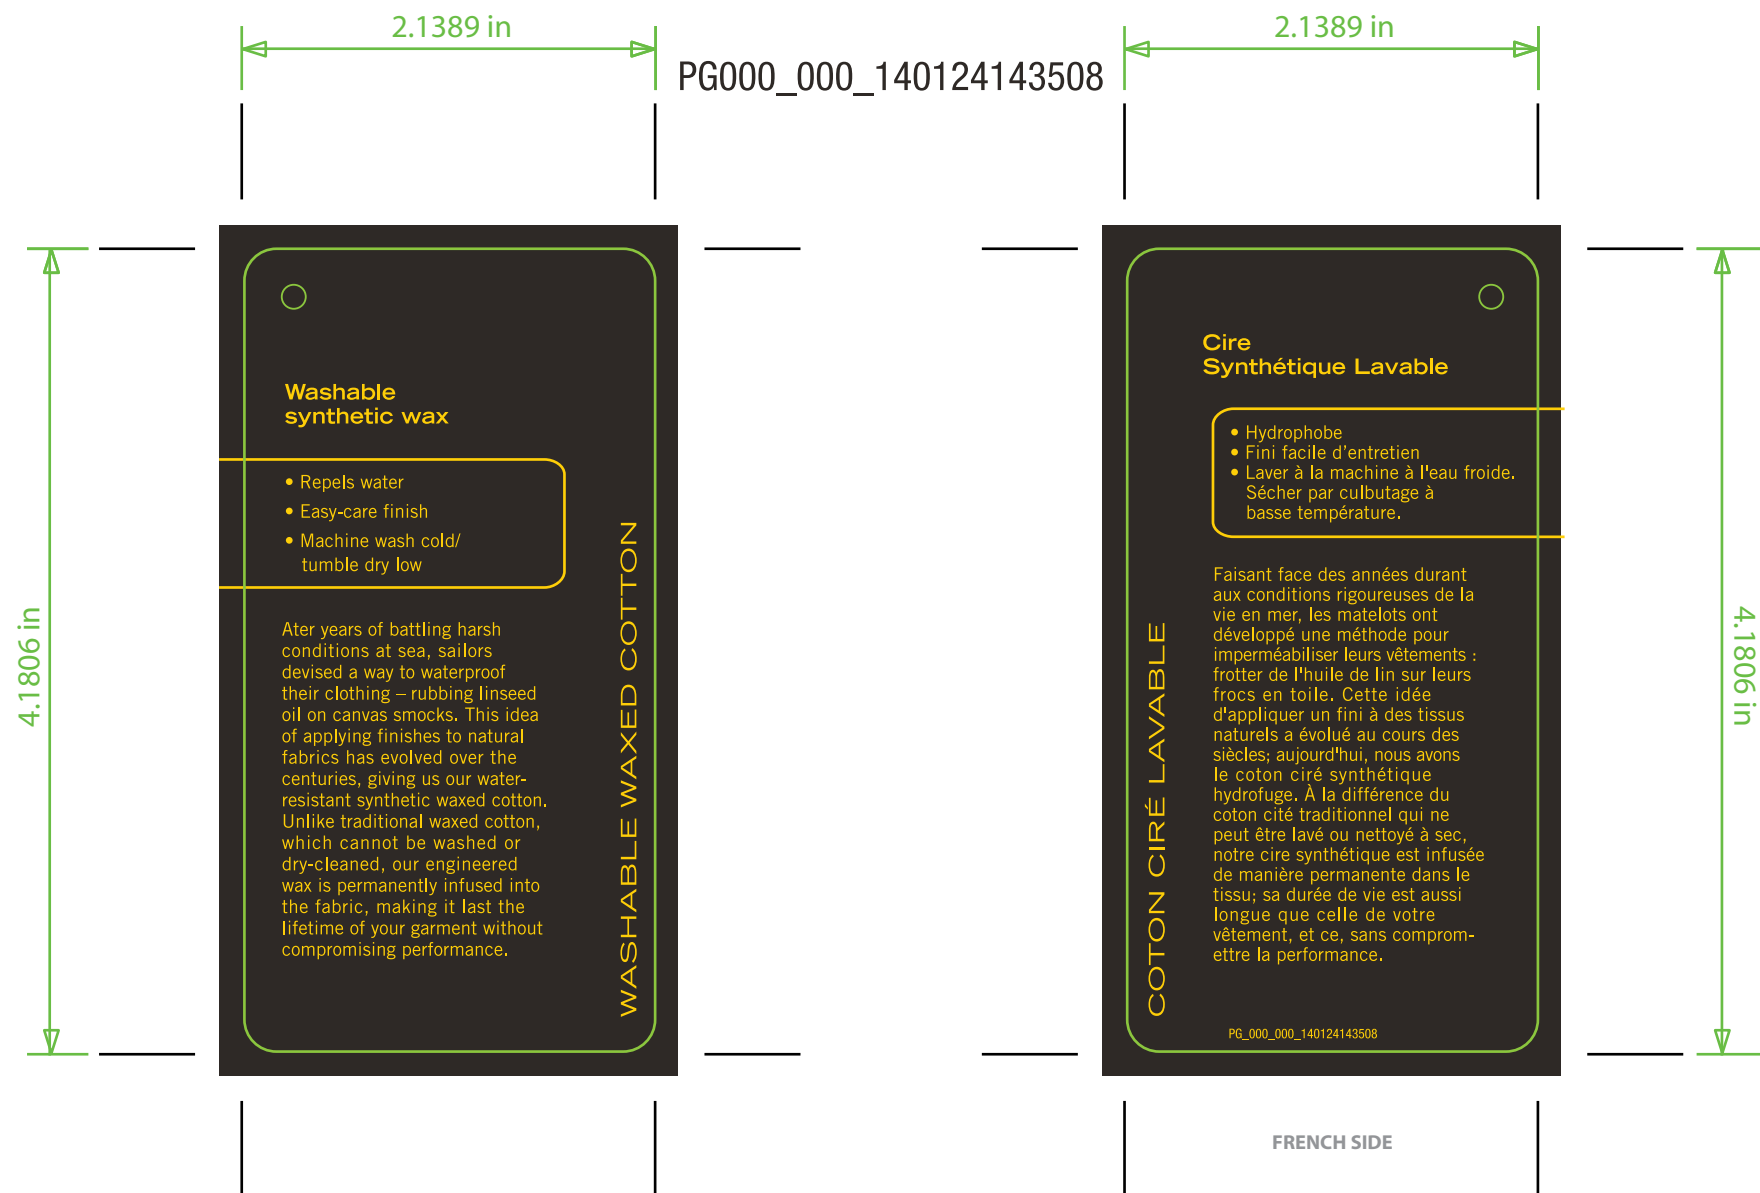 2.1389 in
2.1389 in
PG000_000_140124143508
4.1806 in
Washable
synthetic wax
• Repels water
• Easy-care finish
• Machine wash cold/
tumble dry low
Ater years of battling harsh
conditions at sea, sailors
devised a way to waterproof
their clothing – rubbing linseed
oil on canvas smocks. This idea
of applying finishes to natural
fabrics has evolved over the
centuries, giving us our water-
resistant synthetic waxed cotton.
Unlike traditional waxed cotton,
which cannot be washed or
dry-cleaned, our engineered
wax is permanently infused into
the fabric, making it last the
lifetime of your garment without
compromising performance.
WASHABLE WAXED COTTON
Cire
Synthétique Lavable
• Hydrophobe
• Fini facile d’entretien
• Laver à la machine à l'eau froide.
Sécher par culbutage à
basse température.
COTON CIRÉ LAVABLE
Faisant face des années durant
aux conditions rigoureuses de la
vie en mer, les matelots ont
développé une méthode pour
imperméabiliser leurs vêtements :
frotter de l'huile de lin sur leurs
frocs en toile. Cette idée
d'appliquer un fini à des tissus
naturels a évolué au cours des
siècles; aujourd'hui, nous avons
le coton ciré synthétique
hydrofuge. À la différence du
coton cité traditionnel qui ne
peut être lavé ou nettoyé à sec,
notre cire synthétique est infusée
de manière permanente dans le
tissu; sa durée de vie est aussi
longue que celle de votre
vêtement, et ce, sans comprom-
ettre la performance.
PG_000_000_140124143508
4.1806 in
FRENCH SIDE